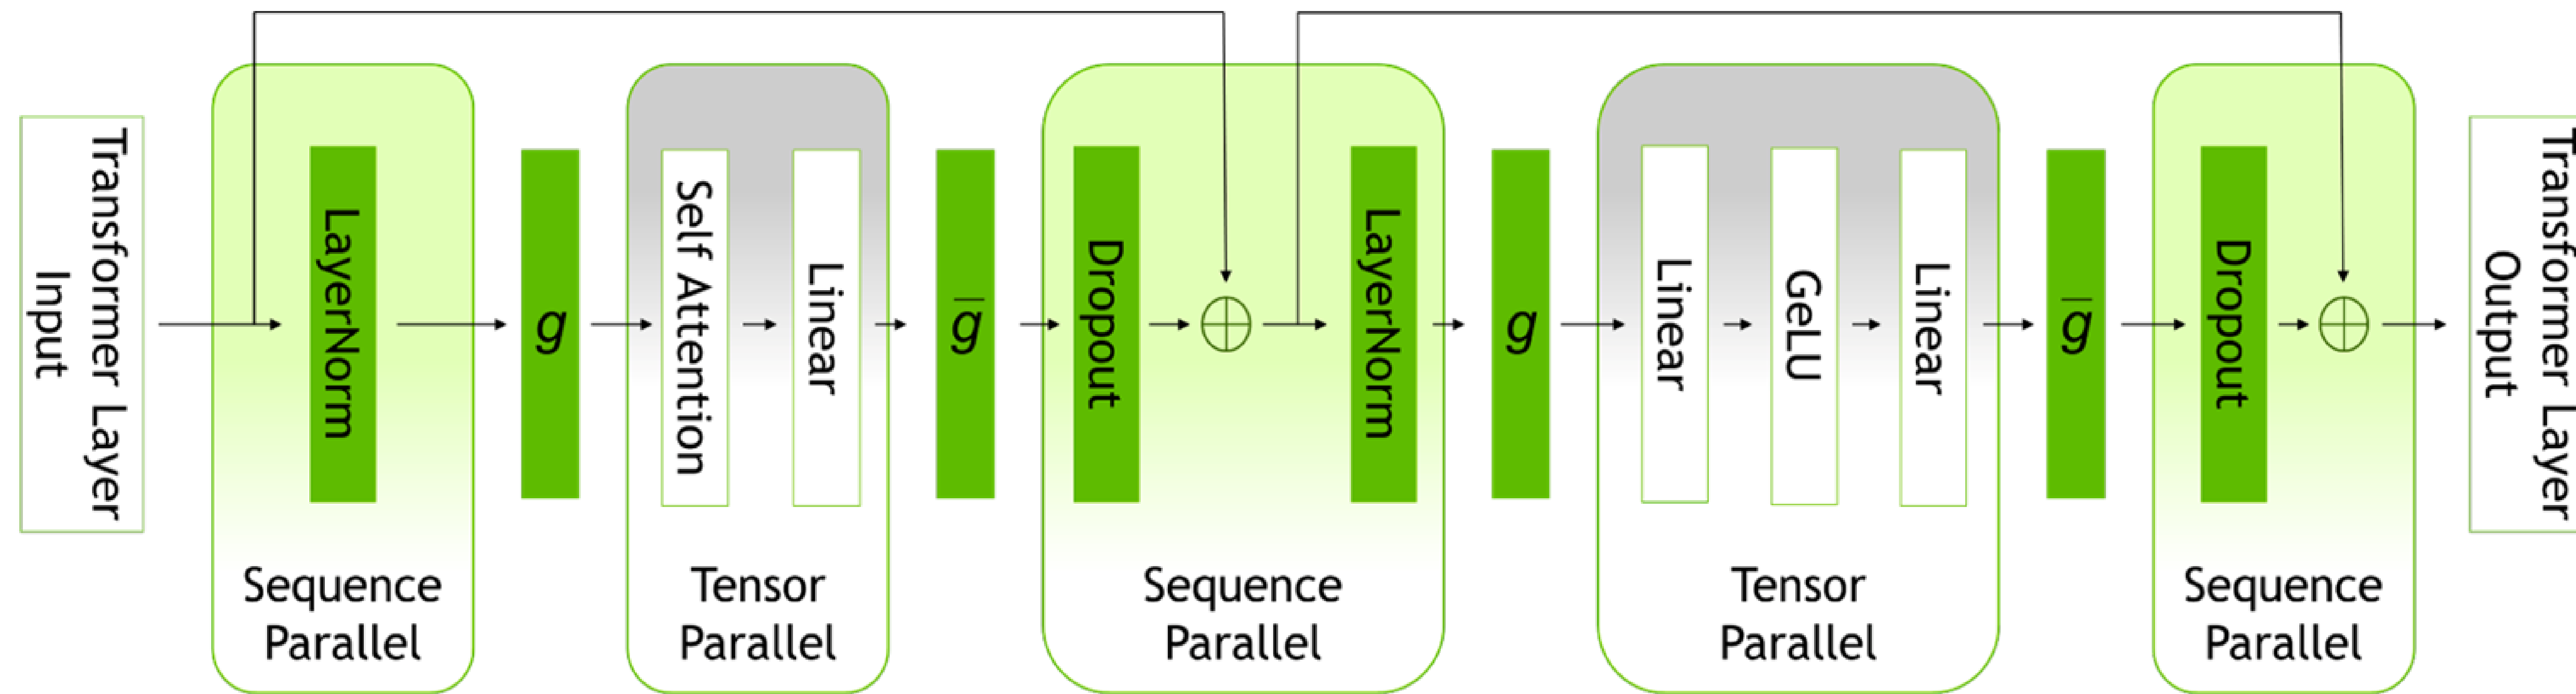 Transformer Layer
Input
LayerNorm
Sequence
Parallel
g
Self Attention
Linear
Tensor
Parallel
g̅
Dropout
LayerNorm
Sequence
Parallel
g
Linear
GeLU
Linear
Tensor
Parallel
g̅
Dropout
Sequence
Parallel
Transformer Layer
Output